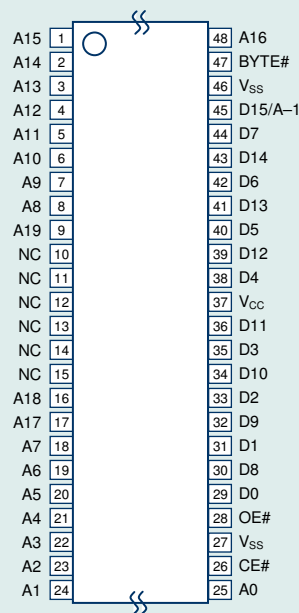 A15 1 48 A16
A14 2 47 BYTE#
A13 3 46 VSS
A12 4 45 D15/A–1
A11 5 44 D7
A10 6 43 D14
A9 7 42 D6
A8 8 41 D13
A19 9 40 D5
NC 10 39 D12
NC 11 38 D4
NC 12 37 VCC
NC 13 36 D11
NC 14 35 D3
NC 15 34 D10
A18 16 33 D2
A17 17 32 D9
A7 18 31 D1
A6 19 30 D8
A5 20 29 D0
A4 21 28 OE#
A3 22 27 VSS
A2 23 26 CE#
A1 24 25 A0